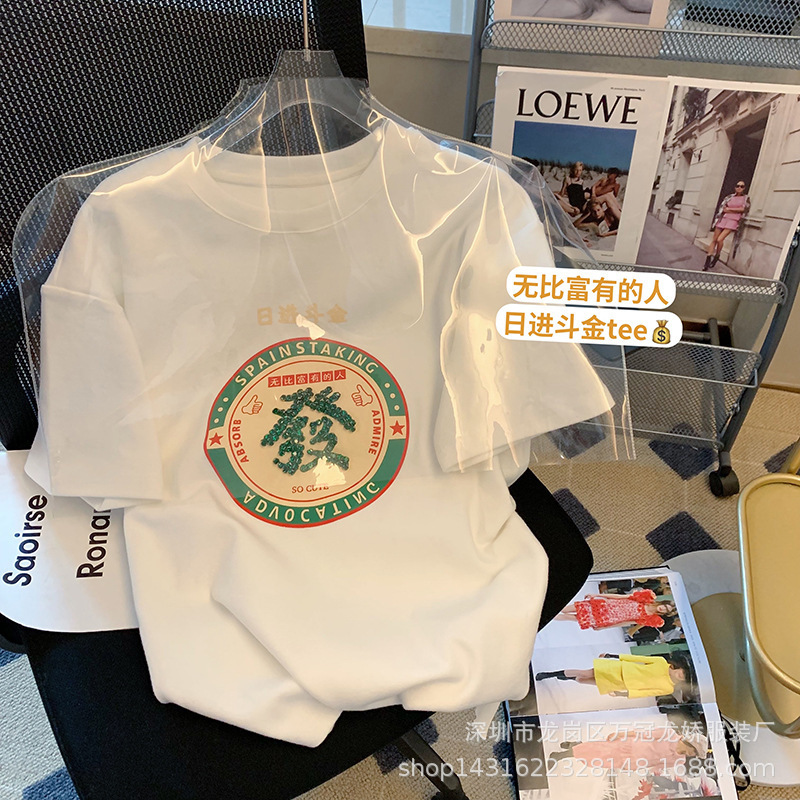 LOEWE
无比富有的人
日进斗金tee💰
日进斗金
SPAINSTAKING
无比富有的人
ABSORB
發
ADMIRE
SO CUTE
ADVOCATING
Saoirse
Ronan
深圳市龙岗区万冠龙娇服装厂
shop1431622328148.1688.com